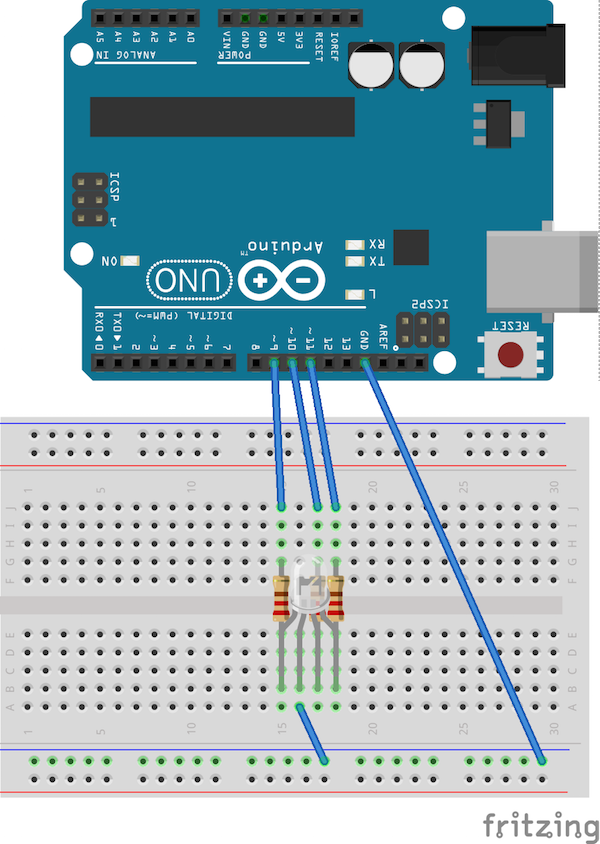 A5 A4 A3 A2 A1 A0
VIN GND GND 5V 3V3 RESET IOREF
ANALOG IN
POWER
ICSP
1
RX
TX
ON
UNO
Arduino
TM
L
ICSP2
DIGITAL (PWM=~)
RXD◀0 TXD▶1 2 ~3 4 ~5 ~6 7 8 ~9 ~10 ~11 12 13 GND AREF
RESET
1 5 10 15 20 25 30
J J
I I
H H
G G
F F
E E
D D
C C
B B
A A
1 5 10 15 20 25 30
fritzing